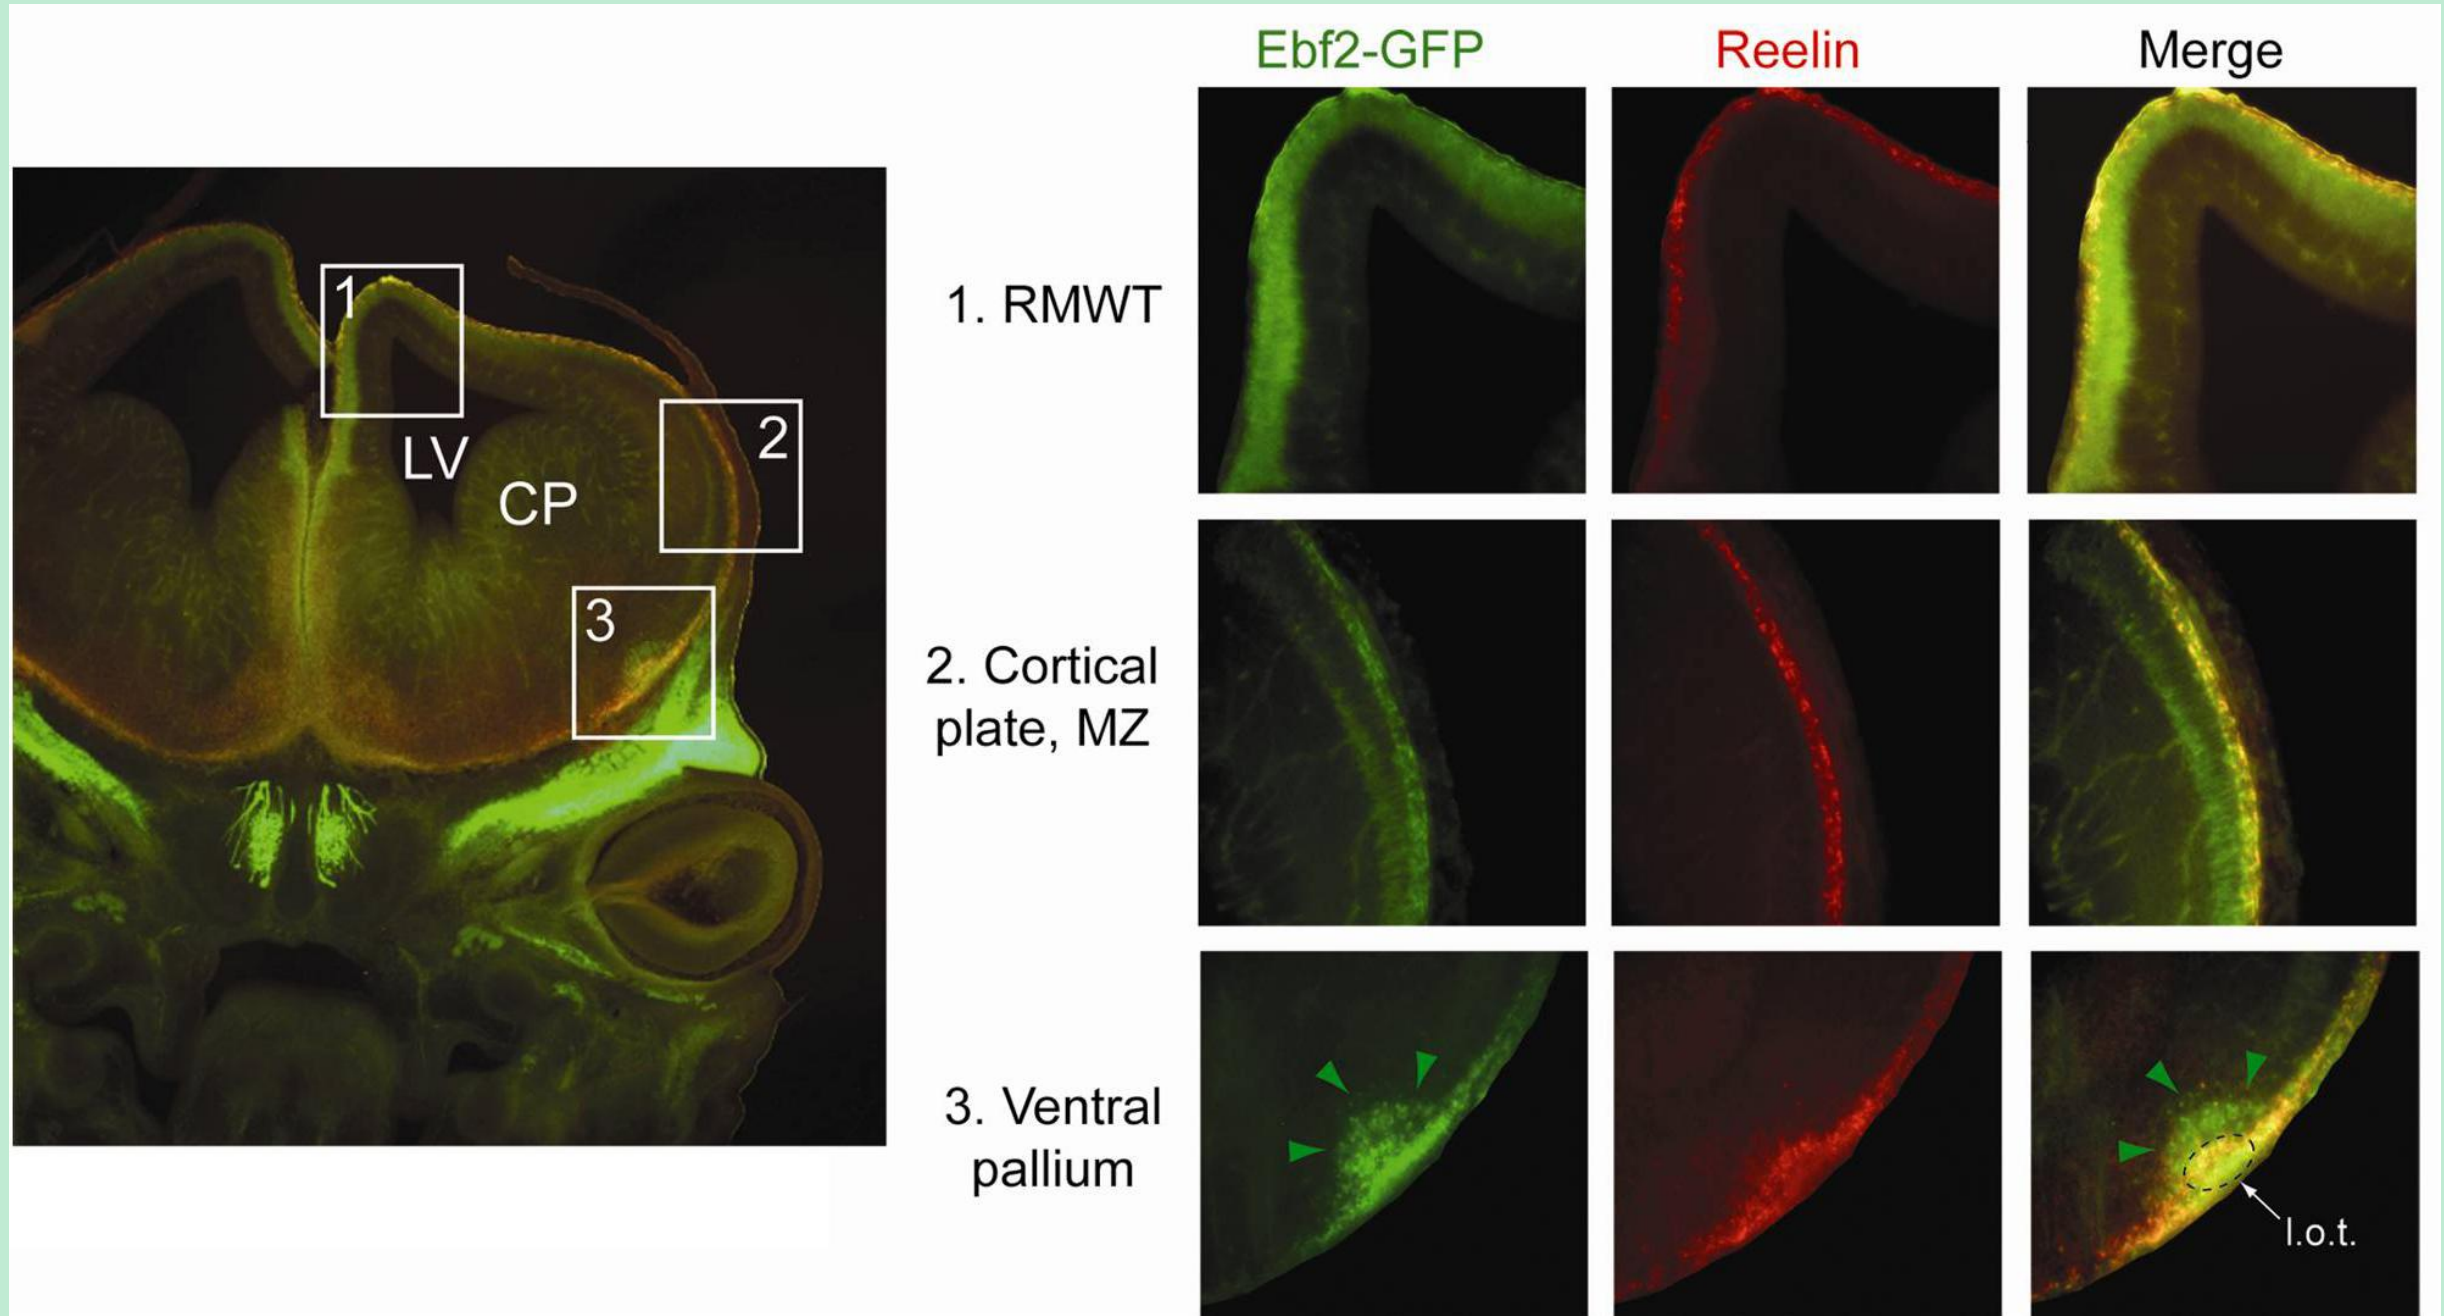 Ebf2-GFP
Reelin
Merge
1
2
LV
CP
3
1. RMWT
2. Cortical
plate, MZ
3. Ventral
pallium
l.o.t.